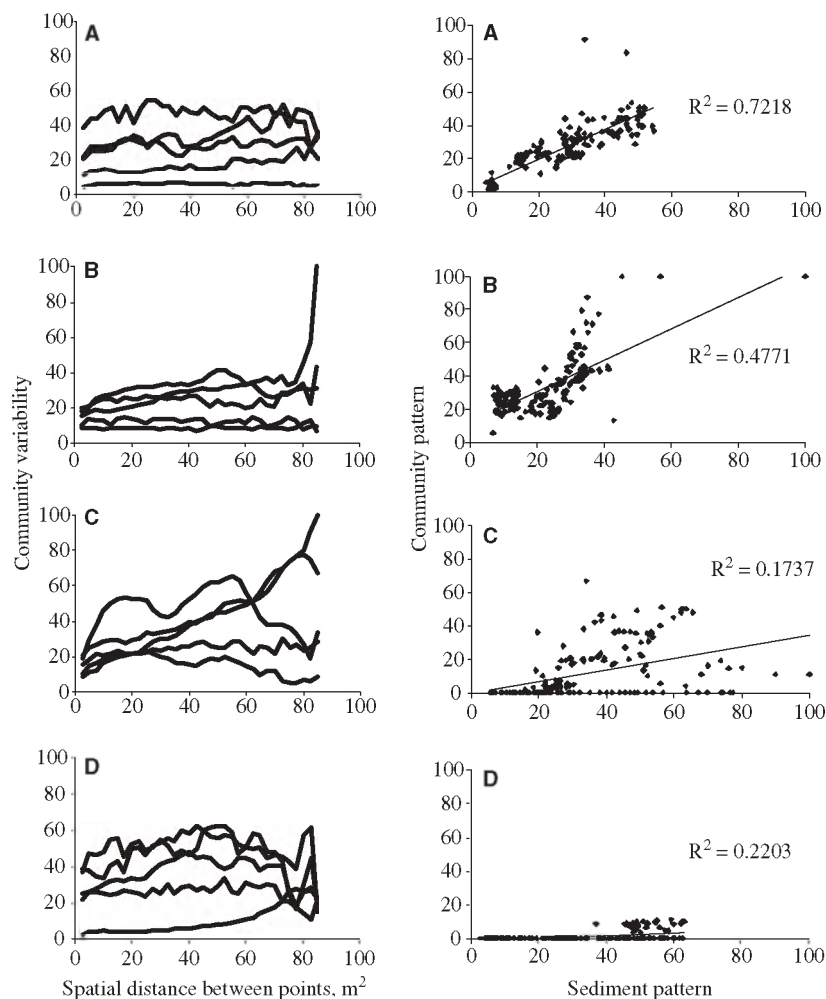 A
100
80
60
40
20
0
0 20 40 60 80 100
A
100
80
60
40
20
0
0 20 40 60 80 100
R² = 0.7218
B
100
80
60
40
20
0
0 20 40 60 80 100
B
100
80
60
40
20
0
0 20 40 60 80 100
R² = 0.4771
Community variability
Community pattern
C
100
80
60
40
20
0
0 20 40 60 80 100
C
100
80
60
40
20
0
0 20 40 60 80 100
R² = 0.1737
D
100
80
60
40
20
0
0 20 40 60 80 100
D
100
80
60
40
20
0
0 20 40 60 80 100
R² = 0.2203
Spatial distance between points, m²
Sediment pattern